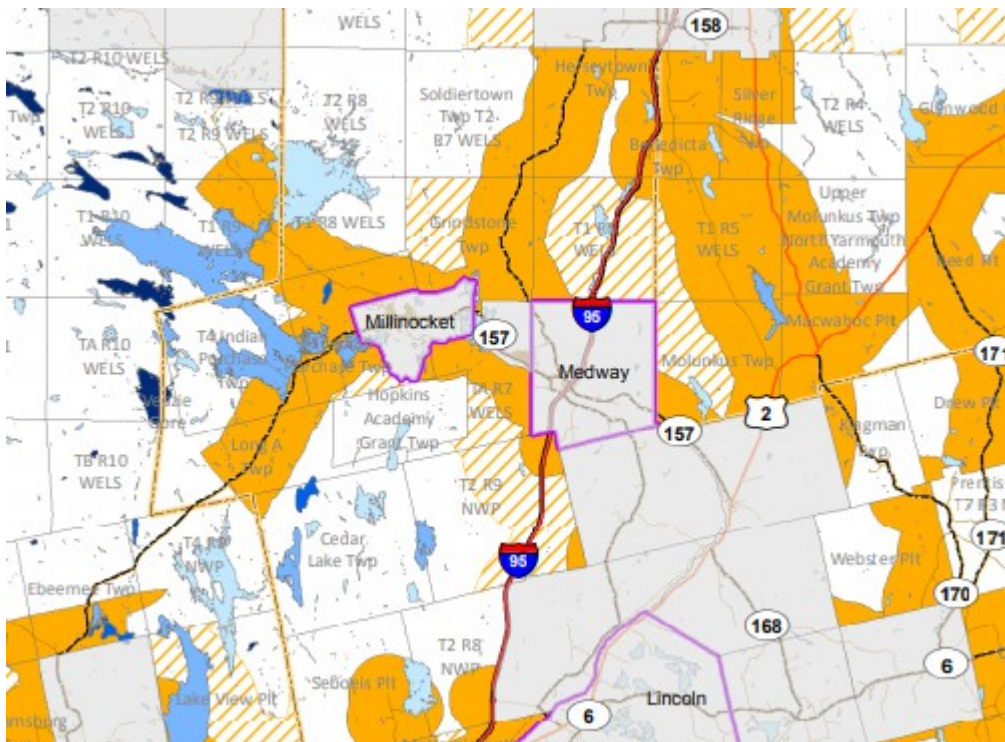 WELS
158
T2 R10 WELS
Herseytown
Twp
T2 R9 WELS
T2 R8
WELS
Soldiertown
Twp T2
R7 WELS
Silver
Ridge
Twp
T2 R4
WELS
Glenwood
Twp
T2 R10
WELS
T2 R9 WELS
Benedicta
Twp
Upper
Molunkus Twp
North Yarmouth
Academy
Grant Twp
T1 R10
WELS
T1 R9
WELS
T1 R8 WELS
Grindstone
Twp
T1 R5
WELS
Reed Plt
Millinocket
157
95
Macwahoc Plt
TA R10
WELS
T4 Indian
Purchase
Twp
Purchase Twp
Medway
Molunkus Twp
171
Hopkins
Academy
Grant Twp
TA R7
WELS
2
Drew Plt
Veazie
Gore
157
Kingman
Twp
Long A
Twp
TB R10
WELS
T2 R9
NWP
Prentiss
T7 R3
T4 R9
NWP
Cedar
Lake Twp
95
Webster Plt
171
Ebeemee Twp
170
168
T2 R8
NWP
6
Lake View Plt
Seboeis Plt
Lincoln
6
amsburg